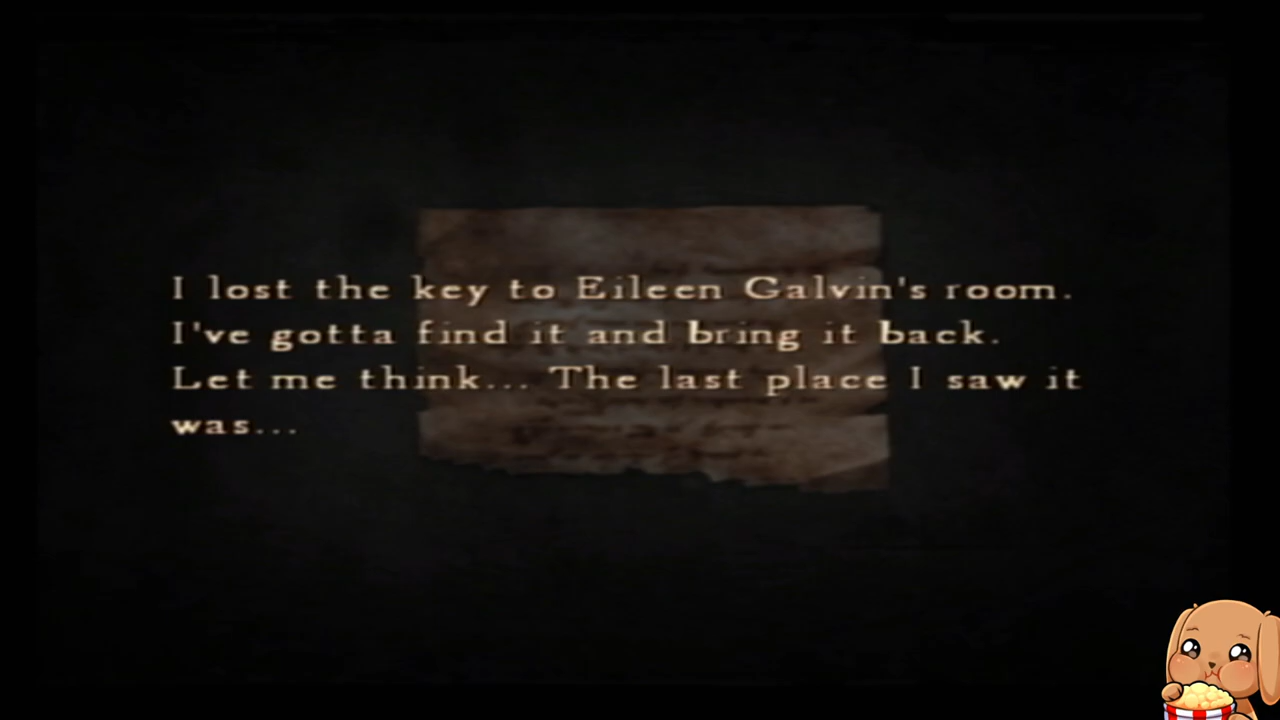 I lost the key to Eileen Galvin's room.
I've gotta find it and bring it back.
Let me think... The last place I saw it
was...